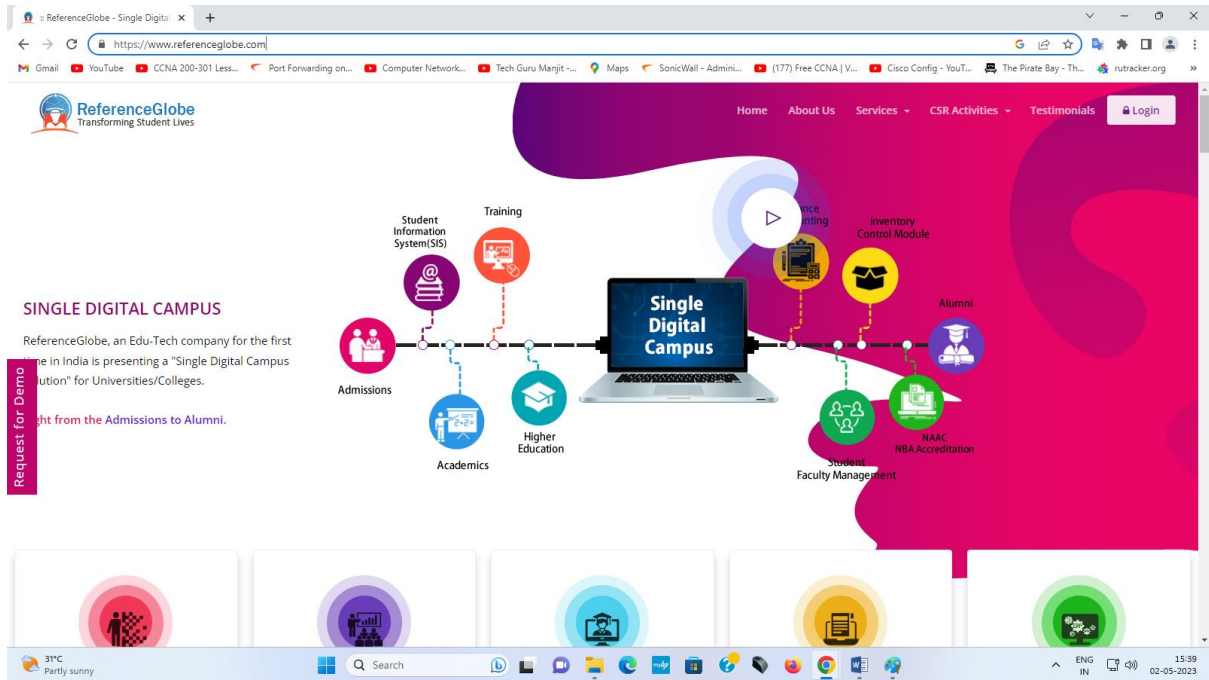 :: ReferenceGlobe - Single Digital
https://www.referenceglobe.com
Gmail YouTube CCNA 200-301 Less... Port Forwarding on... Computer Network... Tech Guru Manjit -... Maps SonicWall - Admini... (177) Free CCNA | V... Cisco Config - YouT... The Pirate Bay - Th... rutracker.org »
ReferenceGlobe
Transforming Student Lives
Home About Us Services CSR Activities Testimonials Login
Student
Information
System(SIS)
Training
Inventory
Control Module
Single
Digital
Campus
Alumni
SINGLE DIGITAL CAMPUS
ReferenceGlobe, an Edu-Tech company for the first
in India is presenting a "Single Digital Campus
for Universities/Colleges.
from the Admissions to Alumni.
Request for Demo
Admissions
2+2=
Academics
Higher
Education
Student
Faculty Management
NAAC
NBA Accreditation
31°C
Partly sunny
Search
ENG
IN
15:39
02-05-2023